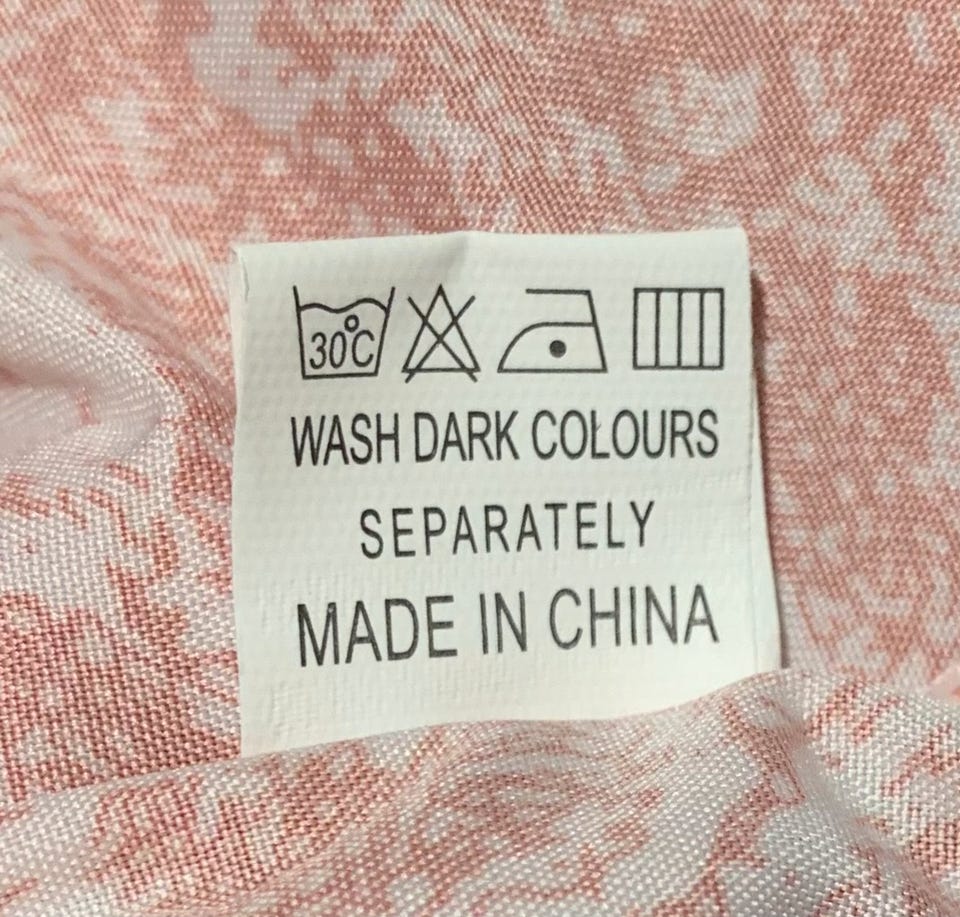 30°C
WASH DARK COLOURS
SEPARATELY
MADE IN CHINA